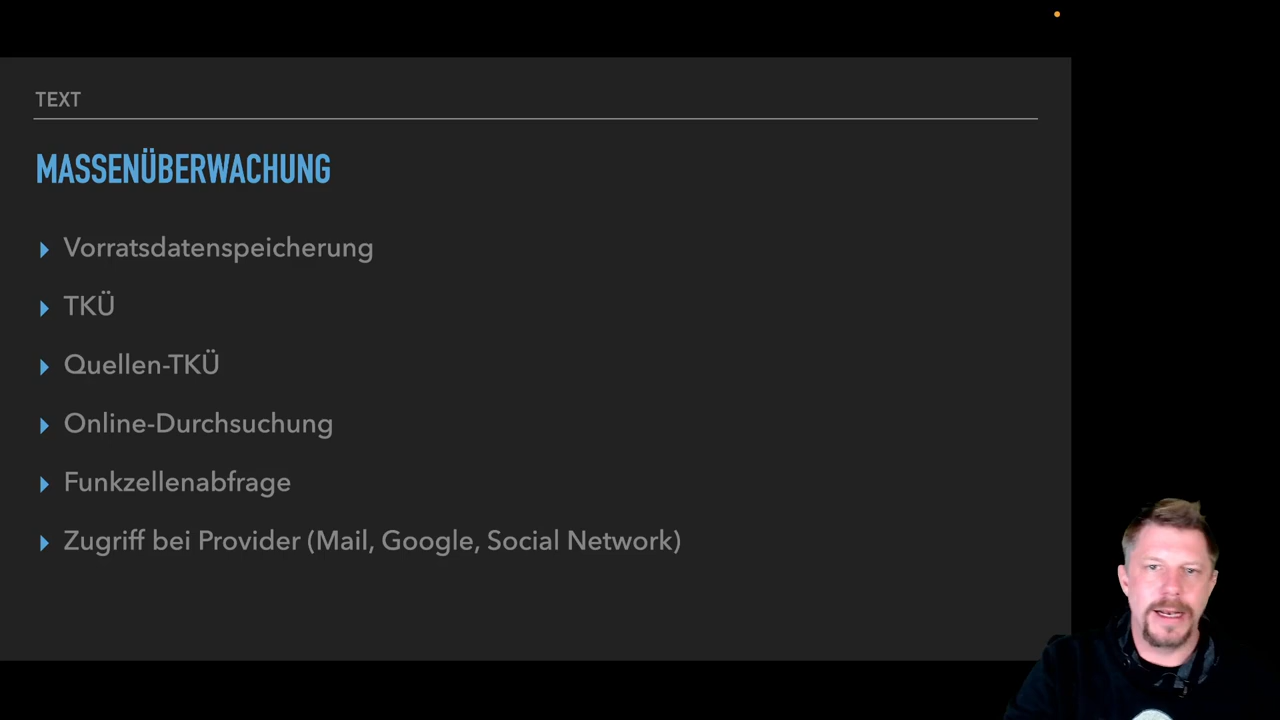 TEXT
MASSENÜBERWACHUNG
Vorratsdatenspeicherung
TKÜ
Quellen-TKÜ
Online-Durchsuchung
Funkzellenabfrage
Zugriff bei Provider (Mail, Google, Social Network)